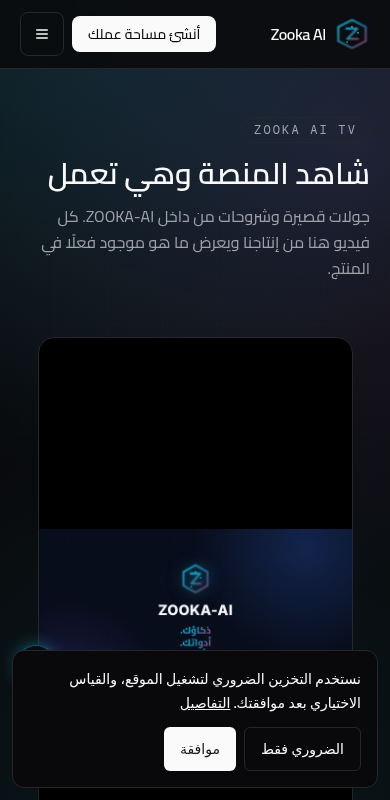 Zooka AI
أنشئ مساحة عملك
ZOOKA AI TV
شاهد المنصة وهي تعمل
جولات قصيرة وشروحات من داخل ZOOKA-AI. كل
فيديو هنا من إنتاجنا ويعرض ما هو موجود فعلًا في
المنتج.
ZOOKA-AI
ذكاؤك.
أدواتك.
نستخدم التخزين الضروري لتشغيل الموقع، والقياس
الاختياري بعد موافقتك. التفاصيل
الضروري فقط
موافقة